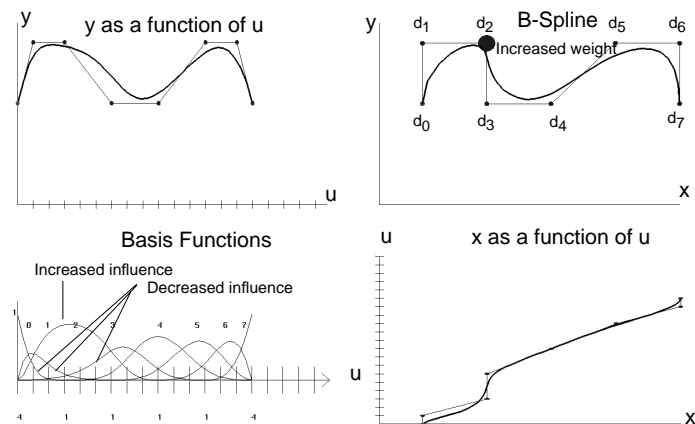 y
y as a function of u
u
y
B-Spline
d1 d2 d5 d6
Increased weight
d0 d3 d4 d7
x
Basis Functions
Increased influence
Decreased influence
1
0 1 2 3 4 5 6 7
4 1 1 1 1 4
u
x as a function of u
u
x